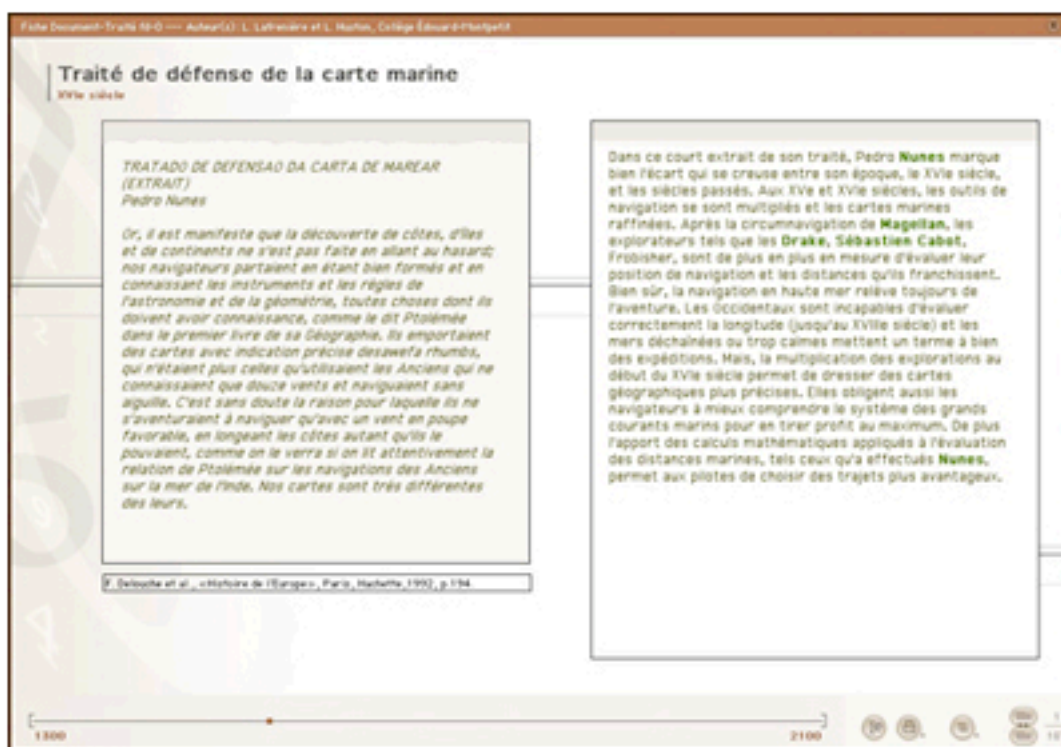 Fiche Document-Traité 16-0 --- Auteur(s): L. Lafrenière et L. Huston, Collège Édouard-Montpetit
Traité de défense de la carte marine
XVIe siècle
TRATADO DE DEFENSAO DA CARTA DE MAREAR
(EXTRAIT)
Pedro Nunes
Or, il est manifeste que la découverte de côtes, d'îles
et de continents ne s'est pas faite en allant au hasard;
nos navigateurs partaient en étant bien formés et en
connaissant les instruments et les règles de
l'astronomie et de la géométrie, toutes choses dont ils
doivent avoir connaissance, comme le dit Ptolémée
dans le premier livre de sa Géographie. Ils emportaient
des cartes avec indication précise desawefa rhumbs,
qui n'étaient plus celles qu'utilisaient les Anciens qui ne
connaissaient que douze vents et naviguaient sans
aiguille. C'est sans doute la raison pour laquelle ils ne
s'aventuraient à naviguer qu'avec un vent en poupe
favorable, en longeant les côtes autant qu'ils le
pouvaient, comme on le verra si on lit attentivement la
relation de Ptolémée sur les navigations des Anciens
sur la mer de l'Inde. Nos cartes sont très différentes
des leurs.
F. Delouche et al., «Histoire de l'Europe», Paris, Hachette, 1992, p.194.
Dans ce court extrait de son traité, Pedro Nunes marque
bien l'écart qui se creuse entre son époque, le XVIe siècle,
et les siècles passés. Aux XVe et XVIe siècles, les outils de
navigation se sont multipliés et les cartes marines
raffinées. Après la circumnavigation de Magellan, les
explorateurs tels que les Drake, Sébastien Cabot,
Frobisher, sont de plus en plus en mesure d'évaluer leur
position de navigation et les distances qu'ils franchissent.
Bien sûr, la navigation en haute mer relève toujours de
l'aventure. Les Occidentaux sont incapables d'évaluer
correctement la longitude (jusqu'au XVIIIe siècle) et les
mers déchaînées ou trop calmes mettent un terme à bien
des expéditions. Mais, la multiplication des explorations au
début du XVIe siècle permet de dresser des cartes
géographiques plus précises. Elles obligent aussi les
navigateurs à mieux comprendre le système des grands
courants marins pour en tirer profit au maximum. De plus
l'apport des calculs mathématiques appliqués à l'évaluation
des distances marines, tels ceux qu'a effectués Nunes,
permet aux pilotes de choisir des trajets plus avantageux.
1300
2100